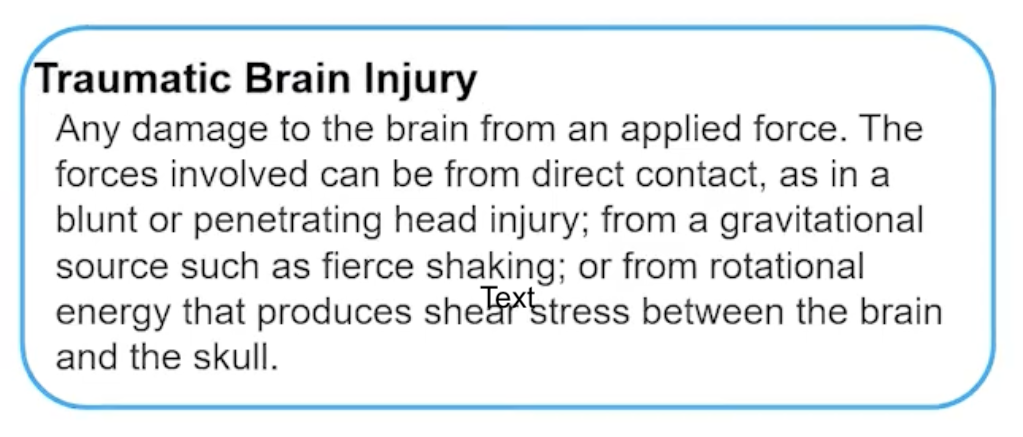 Traumatic Brain Injury
Any damage to the brain from an applied force. The
forces involved can be from direct contact, as in a
blunt or penetrating head injury; from a gravitational
source such as fierce shaking; or from rotational
Text
energy that produces shear stress between the brain
and the skull.